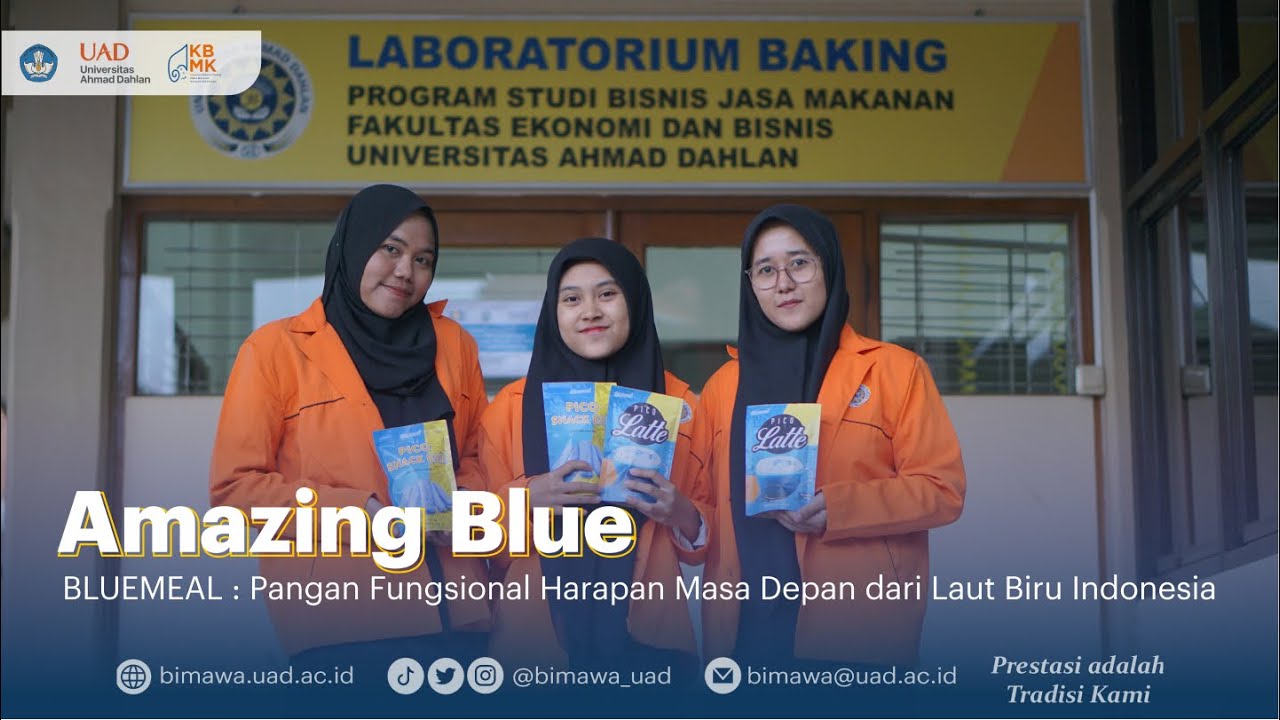 UAD
Universitas
Ahmad Dahlan
KB
MK
LABORATORIUM BAKING
PROGRAM STUDI BISNIS JASA MAKANAN
FAKULTAS EKONOMI DAN BISNIS
UNIVERSITAS AHMAD DAHLAN
PICO
PICO
Latte
PICO
Latte
PICO
Amazing Blue
BLUEMEAL : Pangan Fungsional Harapan Masa Depan dari Laut Biru Indonesia
bimawa.uad.ac.id
@bimawa_uad
bimawa@uad.ac.id
Prestasi adalah
Tradisi Kami